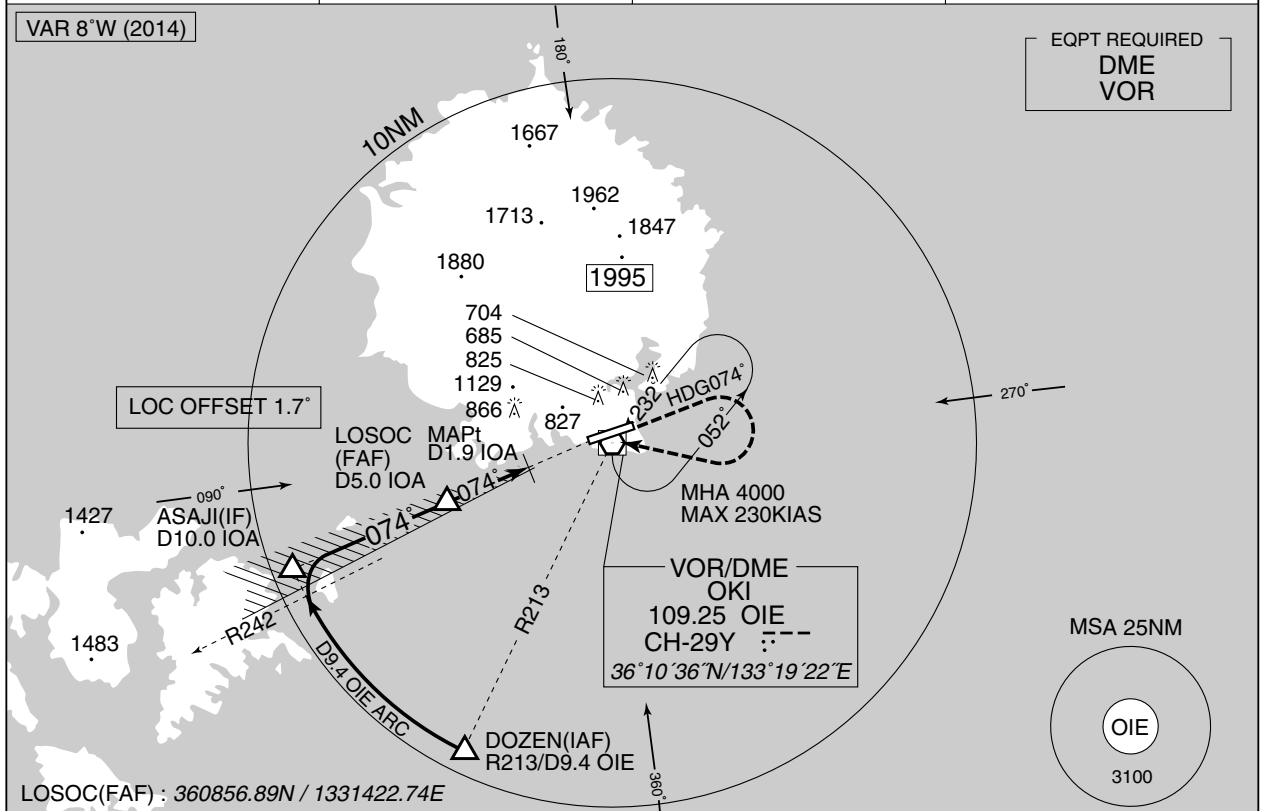 VAR 8°W (2014)
EQPT REQUIRED
DME
VOR
180°
10NM
1667
1962
1713
1847
1880
1995
704
685
825
1129
866
827
232°
HDG074°
052°
270°
LOC OFFSET 1.7°
LOSOC
(FAF)
D5.0 IOA
MAPt
D1.9 IOA
074°
074°
090°
ASAJI(IF)
D10.0 IOA
1427
1483
MHA 4000
MAX 230KIAS
VOR/DME
OKI
109.25 OIE
CH-29Y
36°10´36˝N/133°19´22˝E
R213
R242
D9.4 OIE ARC
DOZEN(IAF)
R213/D9.4 OIE
360°
MSA 25NM
OIE
3100
LOSOC(FAF) : 360856.89N / 1331422.74E